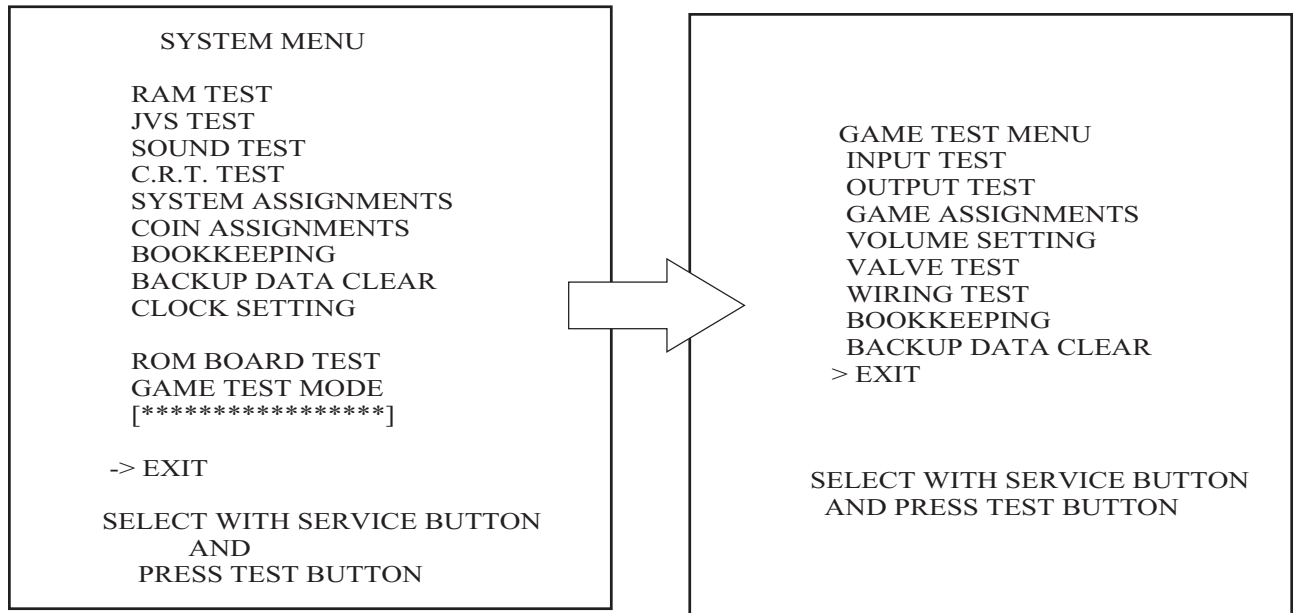 SYSTEM MENU
RAM TEST
JVS TEST
SOUND TEST
C.R.T. TEST
SYSTEM ASSIGNMENTS
COIN ASSIGNMENTS
BOOKKEEPING
BACKUP DATA CLEAR
CLOCK SETTING
ROM BOARD TEST
GAME TEST MODE
[*****************]
-> EXIT
SELECT WITH SERVICE BUTTON
AND
PRESS TEST BUTTON
GAME TEST MENU
INPUT TEST
OUTPUT TEST
GAME ASSIGNMENTS
VOLUME SETTING
VALVE TEST
WIRING TEST
BOOKKEEPING
BACKUP DATA CLEAR
> EXIT
SELECT WITH SERVICE BUTTON
AND PRESS TEST BUTTON